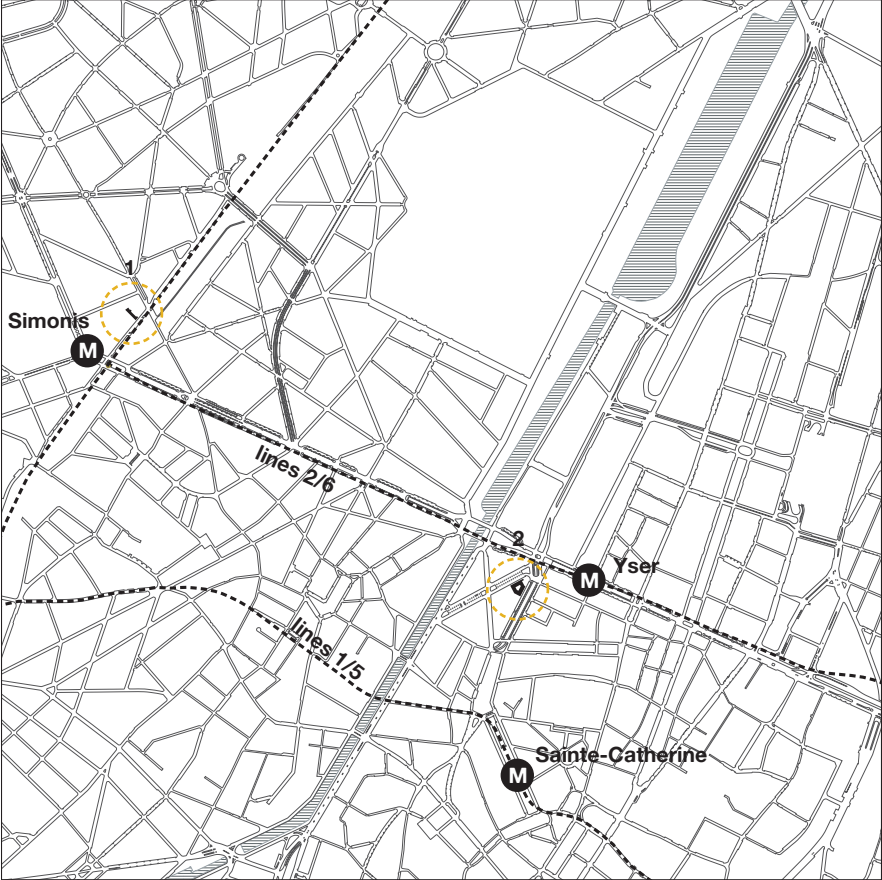 1
Simonis
M
lines 2/6
2
Yser
M
lines 1/5
Sainte-Catherine
M